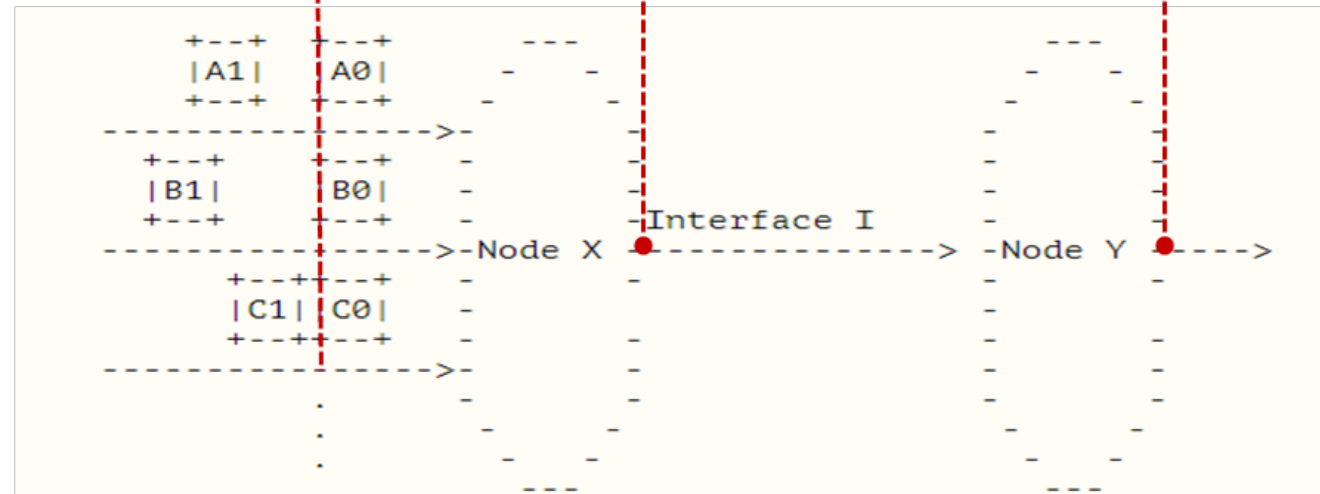 +--+   +--+       ---                       ---
|A1|   |A0|      -   -                     -   -
+--+   +--+     -     -                   -     -
---------------->-       -                -       -
+--+     +--+    -       -                -       -
|B1|     |B0|    -       -                -       -
+--+     +--+    -       -Interface I     -       -
---------------->-Node X  ---------------> -Node Y  ----->
+--++--+    -       -                -       -
|C1||C0|    -                        -
+--++--+    -       -                -       -
---------------->-       -                -       -
.      -       -                -       -
.       -     -                  -     -
.        -   -                    -   -
---                       ---